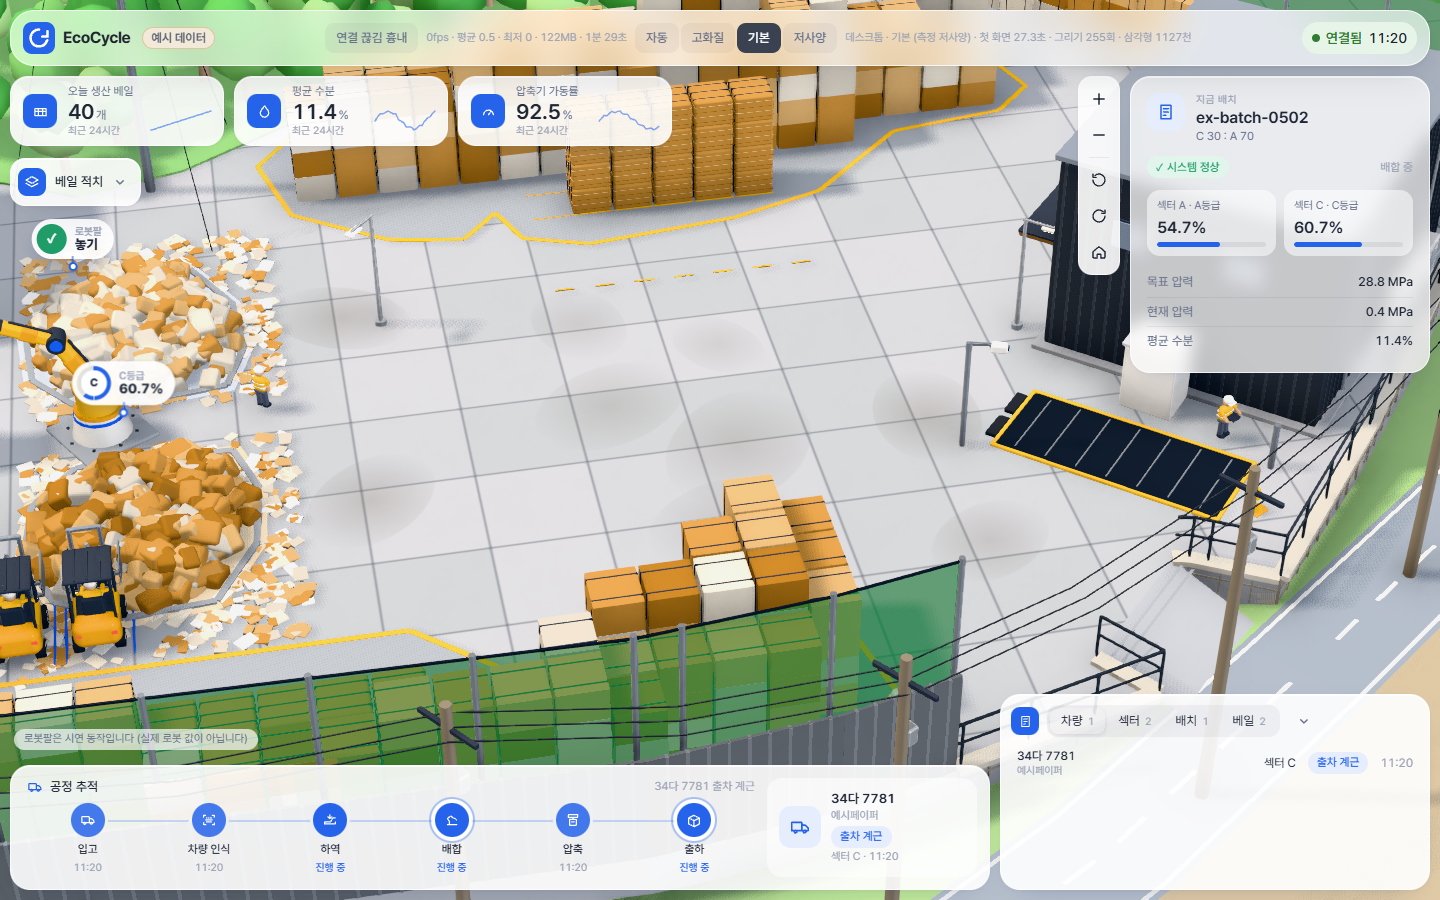 EcoCycle
예시 데이터
연결 끊김 흉내
0fps · 평균 0.5 · 최저 0 · 122MB · 1분 29초
자동
고화질
기본
저사양
데스크톱 · 기본 (측정 저사양) · 첫 화면 27.3초 · 그리기 255회 · 삼각형 1127천
연결됨 11:20
오늘 생산 베일
40개
최근 24시간
평균 수분
11.4%
최근 24시간
압축기 가동률
92.5%
최근 24시간
베일 적치
지금 배치
ex-batch-0502
C 30 : A 70
✓ 시스템 정상
배합 중
섹터 A · A등급
54.7%
섹터 C · C등급
60.7%
목표 압력
28.8 MPa
현재 압력
0.4 MPa
평균 수분
11.4%
로봇팔
놓기
C
C등급
60.7%
로봇팔은 시연 동작입니다 (실제 로봇 값이 아닙니다)
공정 추적
34다 7781 출차 계근
입고
11:20
차량 인식
11:20
하역
진행 중
배합
진행 중
압축
11:20
출하
진행 중
34다 7781
예시페이퍼
출차 계근
섹터 C · 11:20
차량 1
섹터 2
배치 1
베일 2
34다 7781
예시페이퍼
섹터 C
출차 계근
11:20